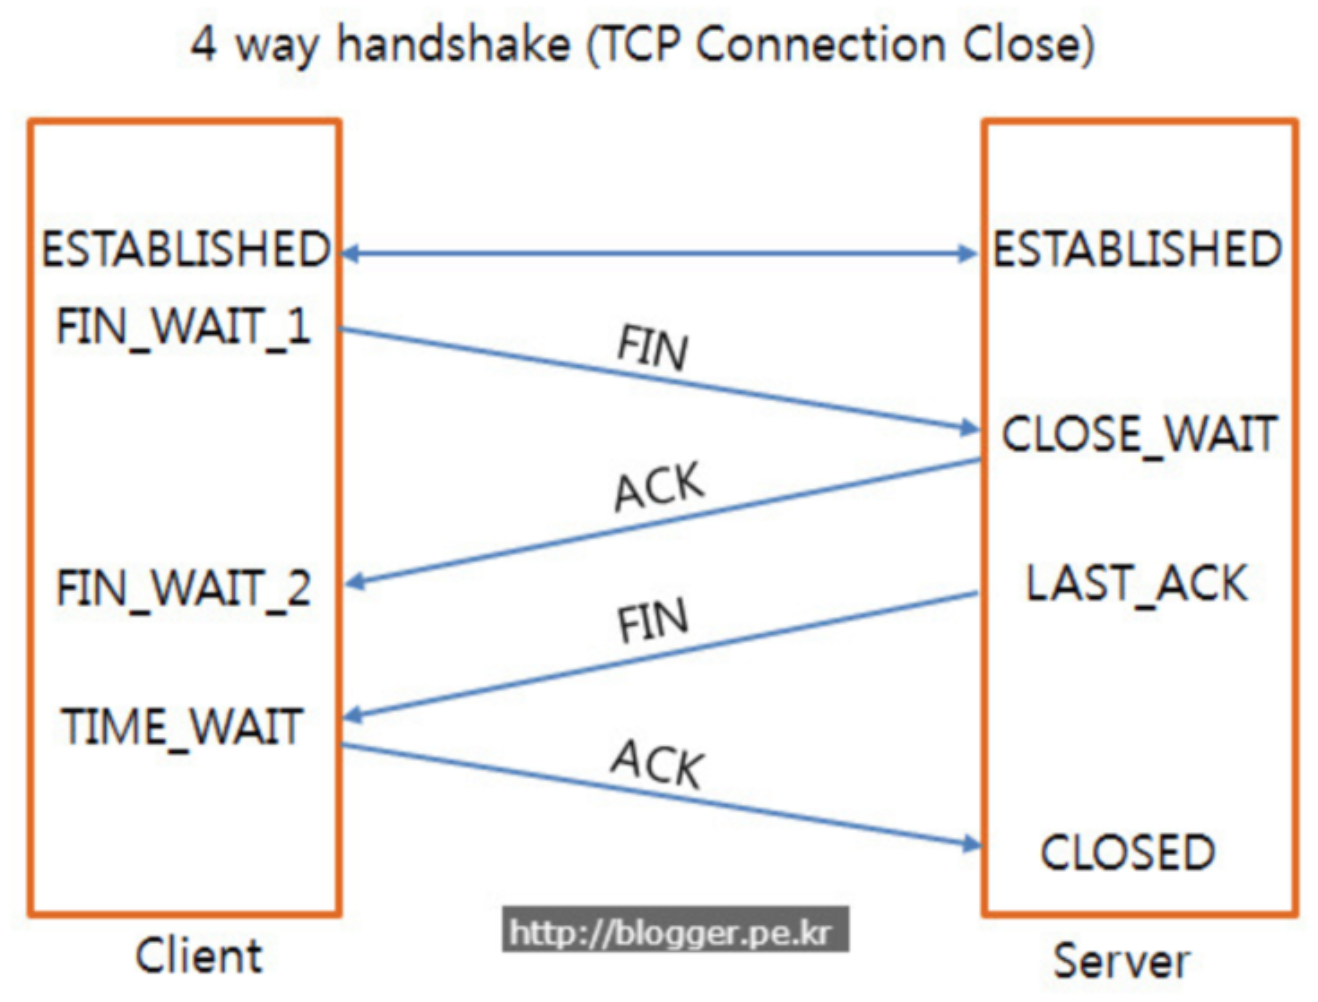 4 way handshake (TCP Connection Close)
ESTABLISHED
ESTABLISHED
FIN_WAIT_1
FIN
CLOSE_WAIT
ACK
FIN_WAIT_2
LAST_ACK
FIN
TIME_WAIT
ACK
CLOSED
http://blogger.pe.kr
Client
Server